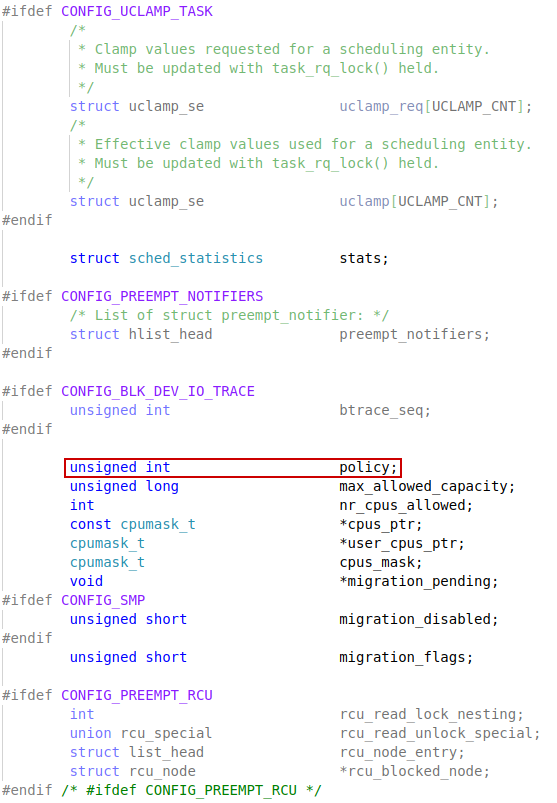 #ifdef CONFIG_UCLAMP_TASK
/*
* Clamp values requested for a scheduling entity.
* Must be updated with task_rq_lock() held.
*/
struct uclamp_se uclamp_req[UCLAMP_CNT];
/*
* Effective clamp values used for a scheduling entity.
* Must be updated with task_rq_lock() held.
*/
struct uclamp_se uclamp[UCLAMP_CNT];
#endif
struct sched_statistics stats;
#ifdef CONFIG_PREEMPT_NOTIFIERS
/* List of struct preempt_notifier: */
struct hlist_head preempt_notifiers;
#endif
#ifdef CONFIG_BLK_DEV_IO_TRACE
unsigned int btrace_seq;
#endif
unsigned int policy;
unsigned long max_allowed_capacity;
int nr_cpus_allowed;
const cpumask_t *cpus_ptr;
cpumask_t *user_cpus_ptr;
cpumask_t cpus_mask;
void *migration_pending;
#ifdef CONFIG_SMP
unsigned short migration_disabled;
#endif
unsigned short migration_flags;
#ifdef CONFIG_PREEMPT_RCU
int rcu_read_lock_nesting;
union rcu_special rcu_read_unlock_special;
struct list_head rcu_node_entry;
struct rcu_node *rcu_blocked_node;
#endif /* #ifdef CONFIG_PREEMPT_RCU */